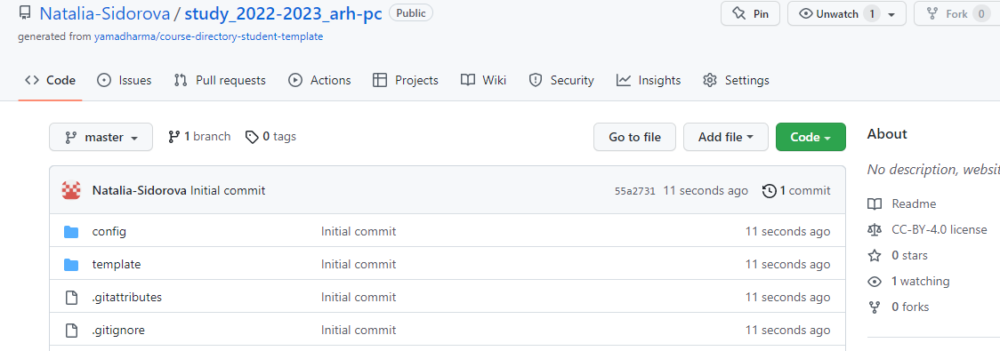 Natalia-Sidorova / study_2022-2023_arh-pc Public Pin Unwatch 1 Fork 0
generated from yamadharma/course-directory-student-template
Code Issues Pull requests Actions Projects Wiki Security Insights Settings
master 1 branch 0 tags Go to file Add file Code
Natalia-Sidorova Initial commit 55a2731 11 seconds ago 1 commit
config Initial commit 11 seconds ago
template Initial commit 11 seconds ago
.gitattributes Initial commit 11 seconds ago
.gitignore Initial commit 11 seconds ago
About
No description, websit
Readme
CC-BY-4.0 license
0 stars
1 watching
0 forks